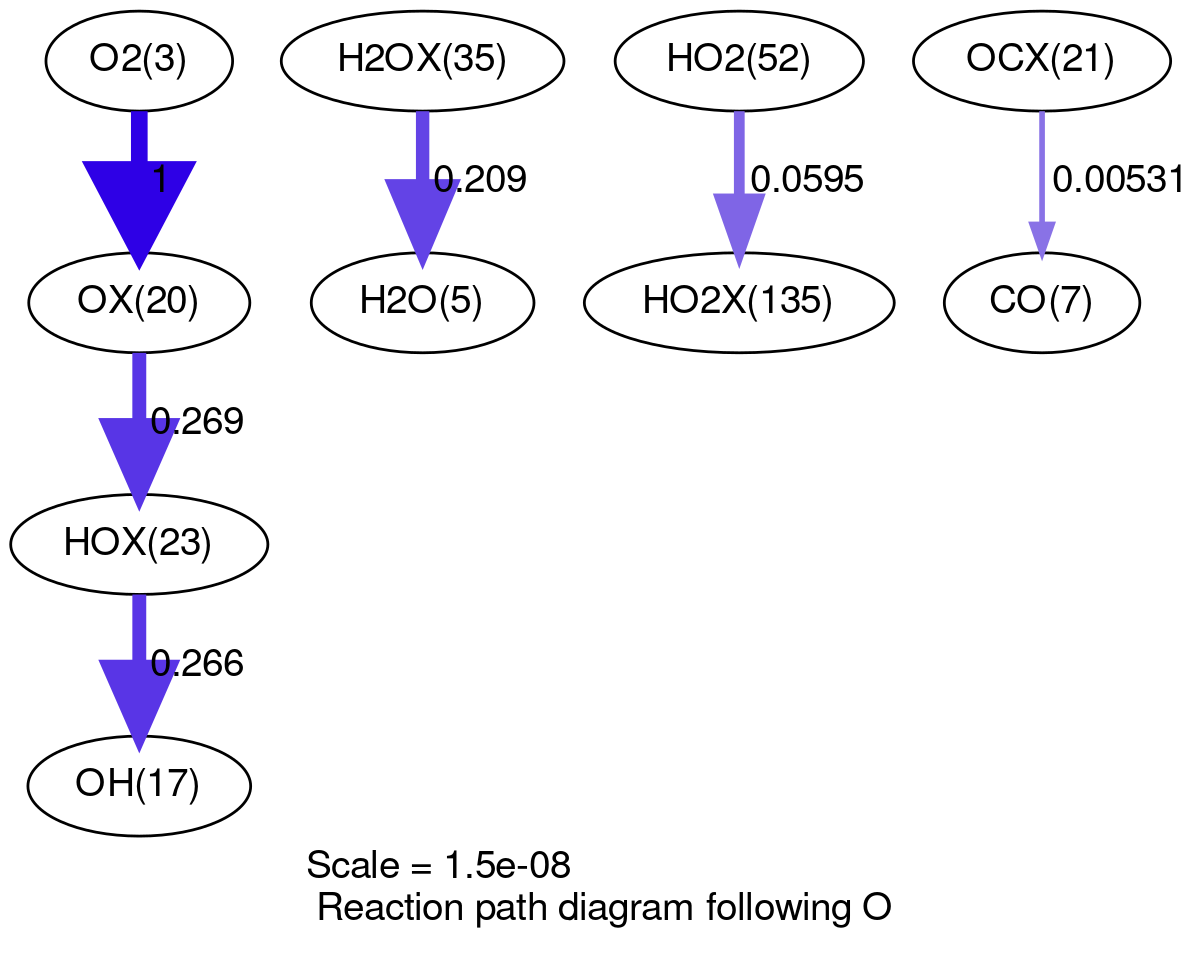 O2(3)
H2OX(35)
HO2(52)
OCX(21)
1
0.209
0.0595
0.00531
OX(20)
H2O(5)
HO2X(135)
CO(7)
0.269
HOX(23)
0.266
OH(17)
Scale = 1.5e-08
Reaction path diagram following O